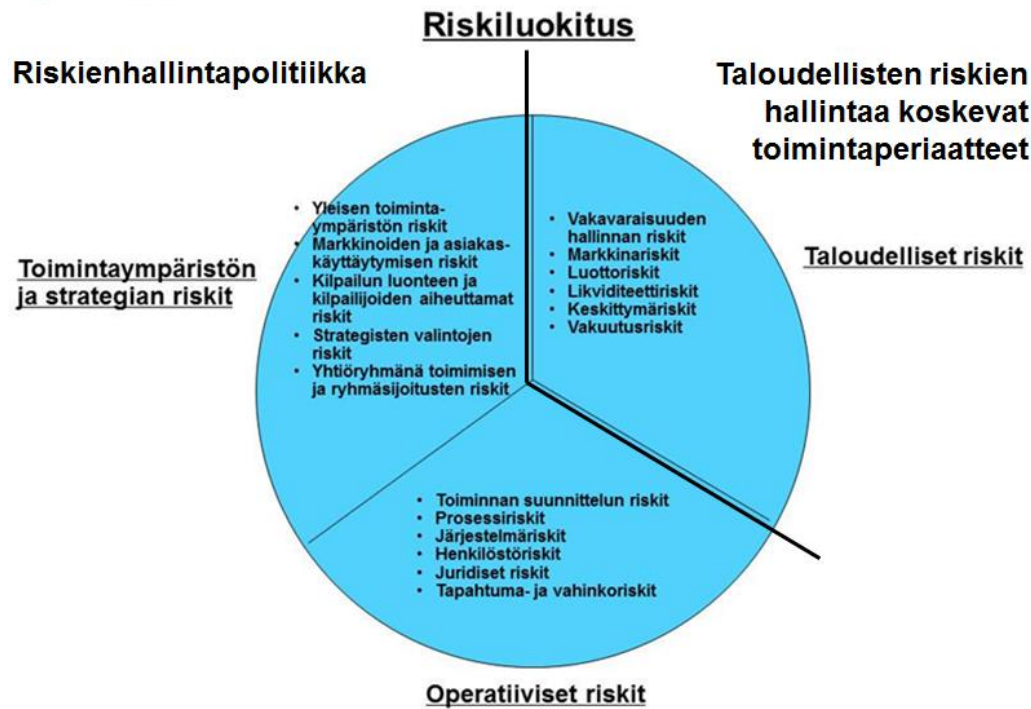 Riskiluokitus
Riskienhallintapolitiikka
Taloudellisten riskien
hallintaa koskevat
toimintaperiaatteet
Toimintaympäristön
ja strategian riskit
• Yleisen toiminta-
ympäristön riskit
• Markkinoiden ja asiakas-
käyttäytymisen riskit
• Kilpailun luonteen ja
kilpailijoiden aiheuttamat
riskit
• Strategisten valintojen
riskit
• Yhtiöryhmänä toimimisen
ja ryhmäsijoitusten riskit
• Vakavaraisuuden
hallinnan riskit
• Markkinariskit
• Luottoriskit
• Likviditeettiriskit
• Keskittymäriskit
• Vakuutusriskit
Taloudelliset riskit
• Toiminnan suunnittelun riskit
• Prosessiriskit
• Järjestelmäriskit
• Henkilöstöriskit
• Juridiset riskit
• Tapahtuma- ja vahinkoriskit
Operatiiviset riskit